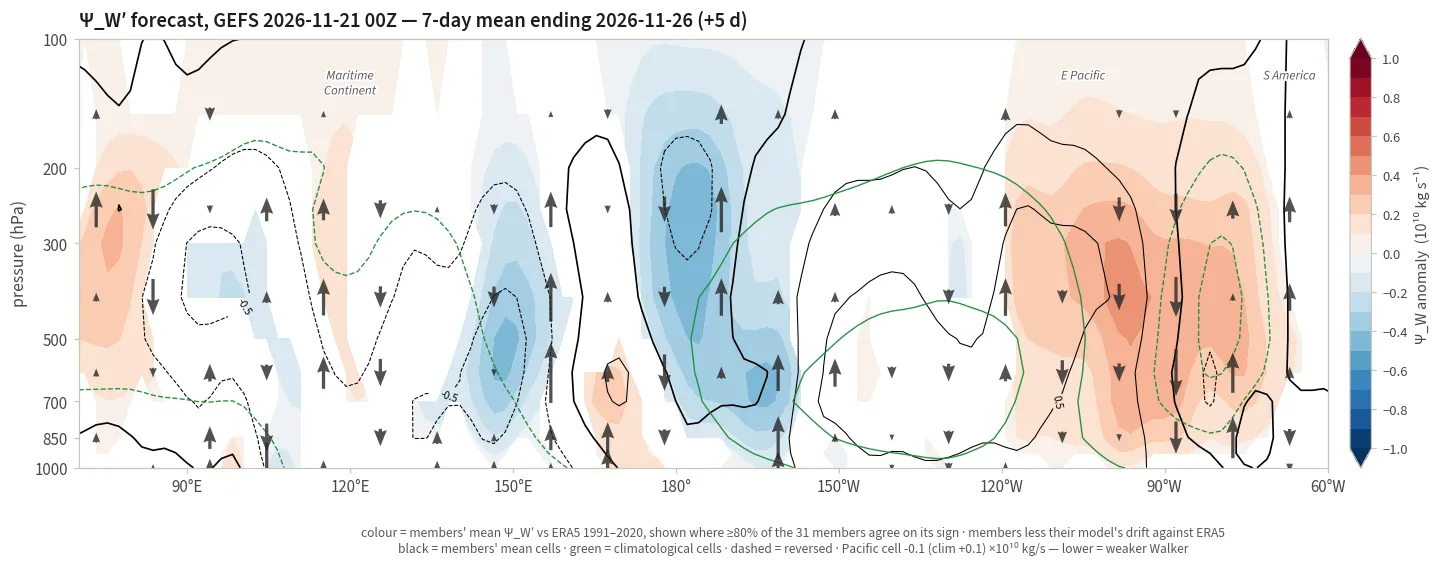 Ψ_W′ forecast, GEFS 2026-11-21 00Z — 7-day mean ending 2026-11-26 (+5 d)
100
200
300
400
500
700
850
1000
pressure (hPa)
Maritime
Continent
E Pacific
S America
-0.5
-0.5
0.5
90°E
120°E
150°E
180°
150°W
120°W
90°W
60°W
1.0
0.8
0.6
0.4
0.2
0.0
−0.2
−0.4
−0.6
−0.8
−1.0
Ψ_W anomaly (10¹⁰ kg s⁻¹)
colour = members' mean Ψ_W′ vs ERA5 1991–2020, shown where ≥80% of the 31 members agree on its sign · members less their model's drift against ERA5
black = members' mean cells · green = climatological cells · dashed = reversed · Pacific cell -0.1 (clim +0.1) ×10¹⁰ kg/s — lower = weaker Walker